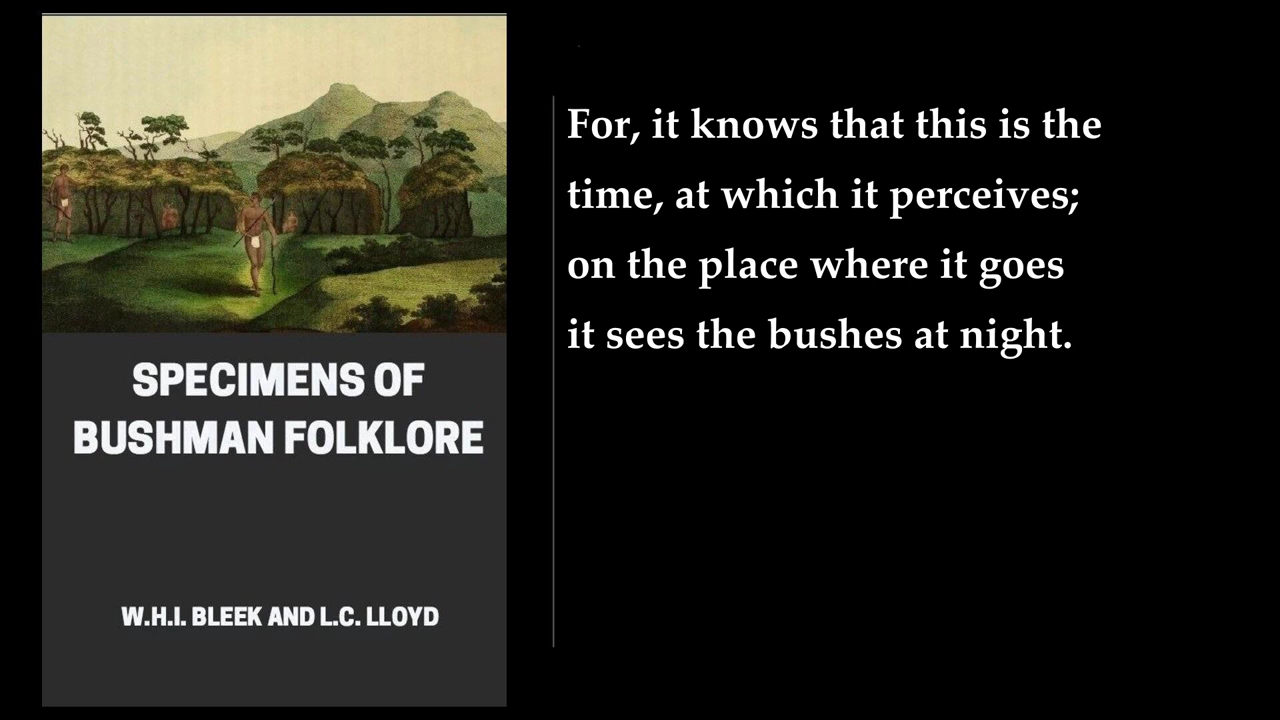 SPECIMENS OF
BUSHMAN FOLKLORE
W.H.I. BLEEK AND L.C. LLOYD
For, it knows that this is the
time, at which it perceives;
on the place where it goes
it sees the bushes at night.